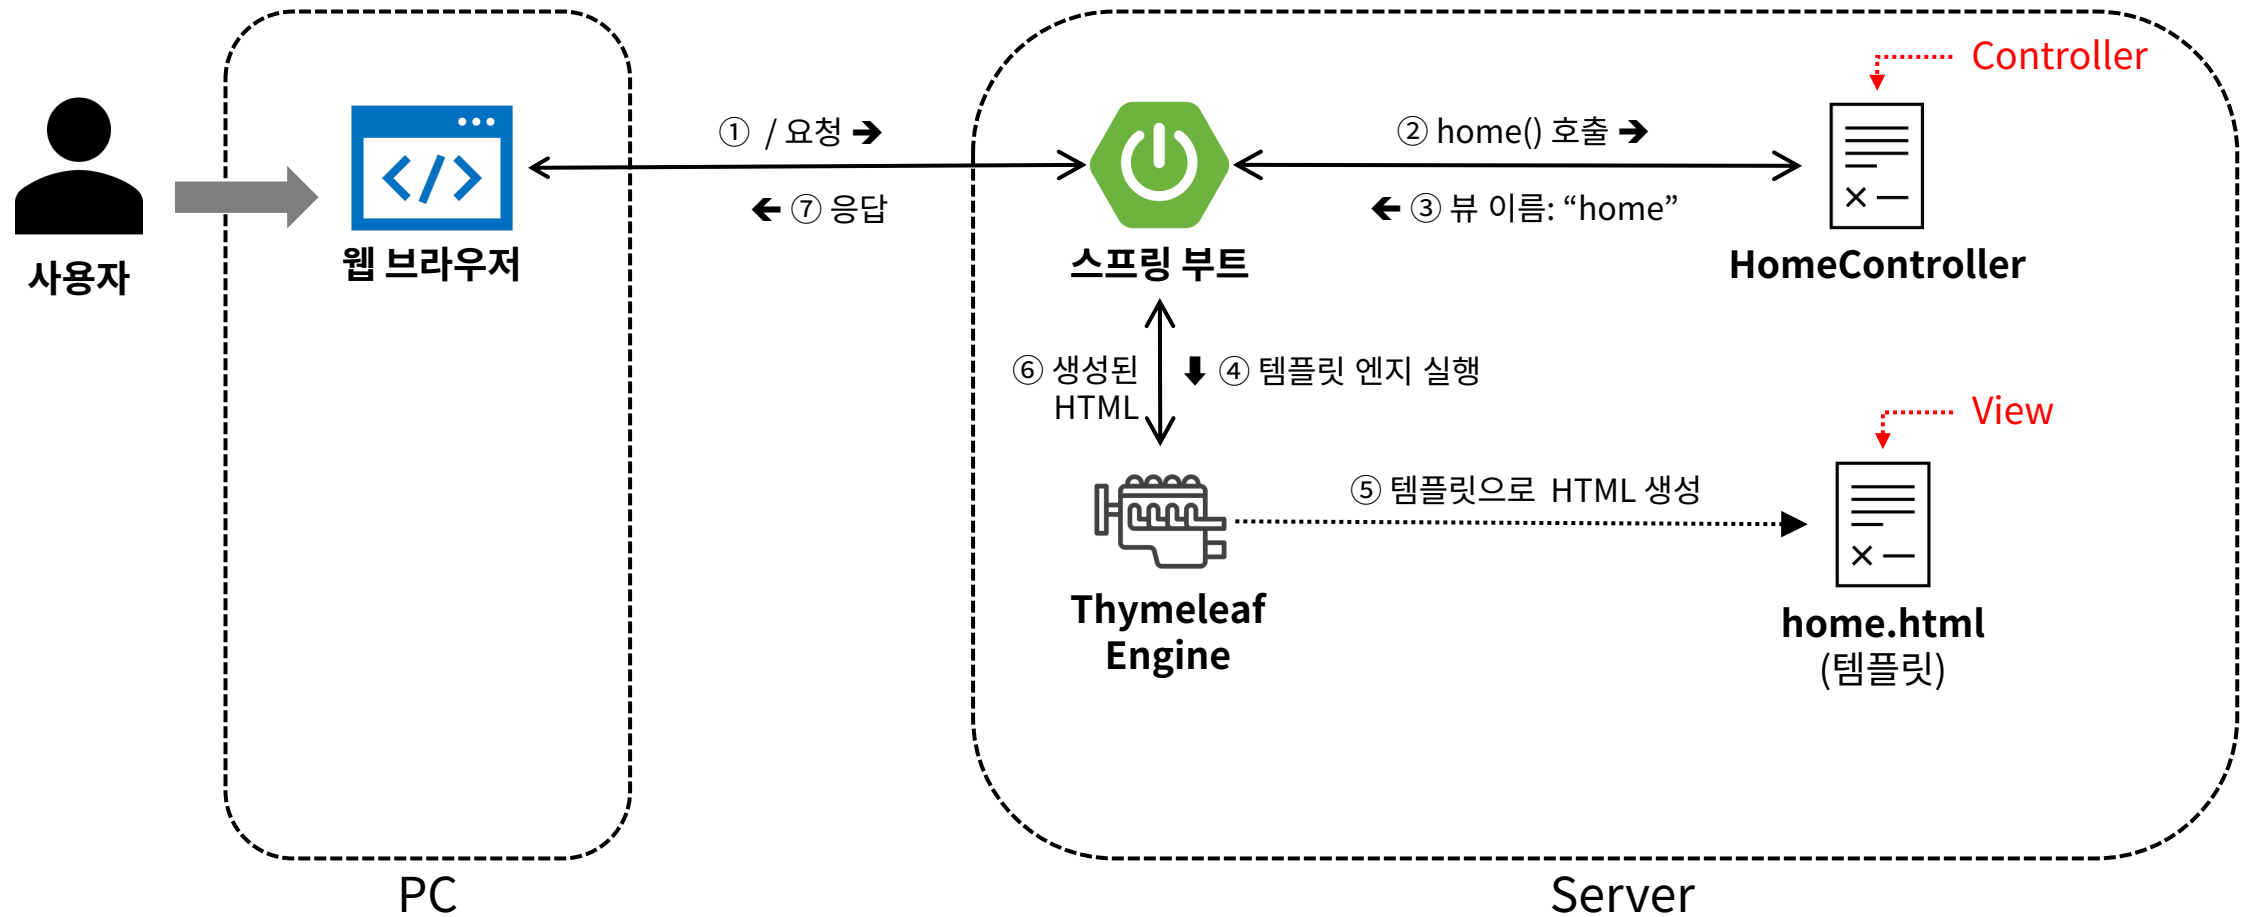 Controller
① / 요청 🡺
② home() 호출 🡺
🡸 ⑦ 응답
🡸 ③ 뷰 이름: “home”
사용자
웹 브라우저
스프링 부트
HomeController
⑥ 생성된
HTML
🡻 ④ 템플릿 엔지 실행
View
⑤ 템플릿으로 HTML 생성
Thymeleaf
Engine
home.html
(템플릿)
PC
Server